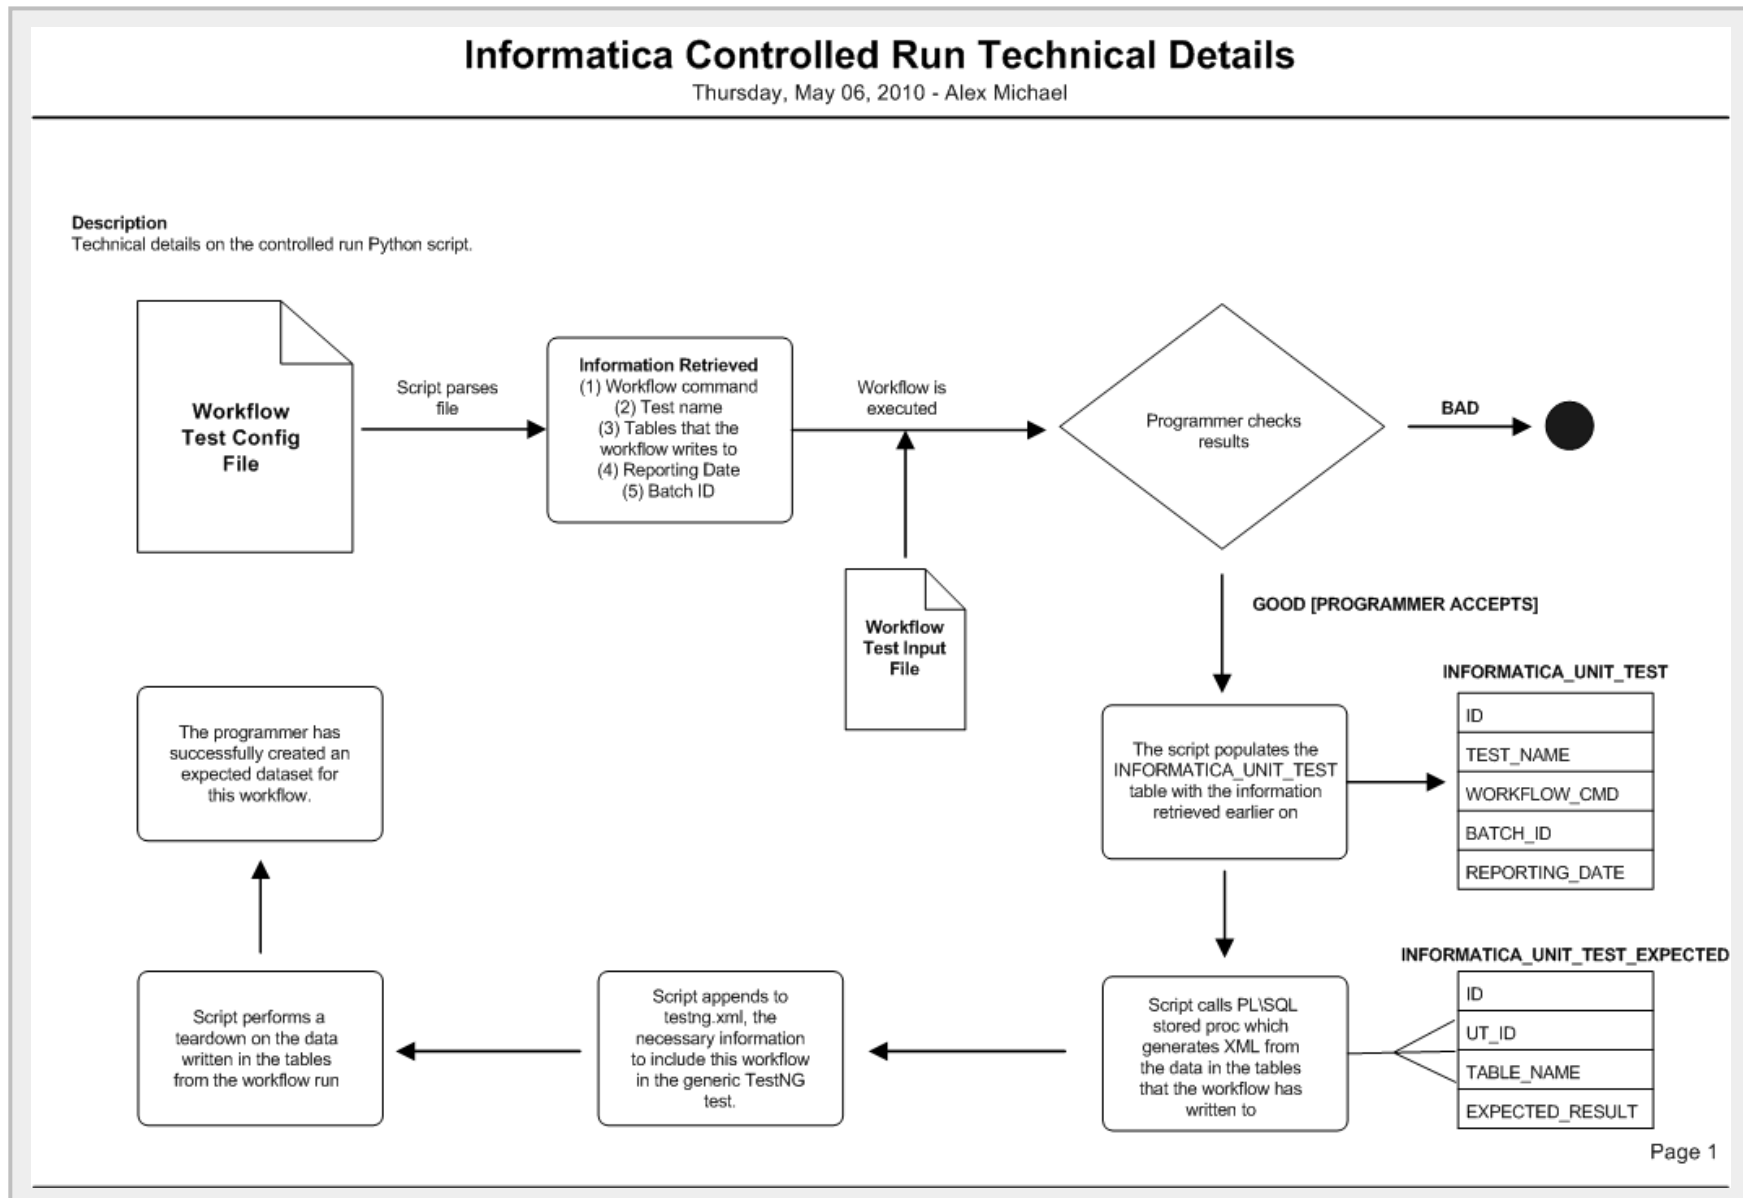 Informatica Controlled Run Technical Details
Thursday, May 06, 2010 - Alex Michael
Description
Technical details on the controlled run Python script.
Workflow
Test Config
File
Script parses
file
Information Retrieved
(1) Workflow command
(2) Test name
(3) Tables that the
workflow writes to
(4) Reporting Date
(5) Batch ID
Workflow is
executed
Workflow
Test Input
File
Programmer checks
results
BAD
GOOD [PROGRAMMER ACCEPTS]
The script populates the
INFORMATICA_UNIT_TEST
table with the information
retrieved earlier on
INFORMATICA_UNIT_TEST
ID
TEST_NAME
WORKFLOW_CMD
BATCH_ID
REPORTING_DATE
Script calls PL\SQL
stored proc which
generates XML from
the data in the tables
that the workflow has
written to
INFORMATICA_UNIT_TEST_EXPECTED
ID
UT_ID
TABLE_NAME
EXPECTED_RESULT
Script appends to
testng.xml, the
necessary information
to include this workflow
in the generic TestNG
test.
Script performs a
teardown on the data
written in the tables
from the workflow run
The programmer has
successfully created an
expected dataset for
this workflow.
Page 1